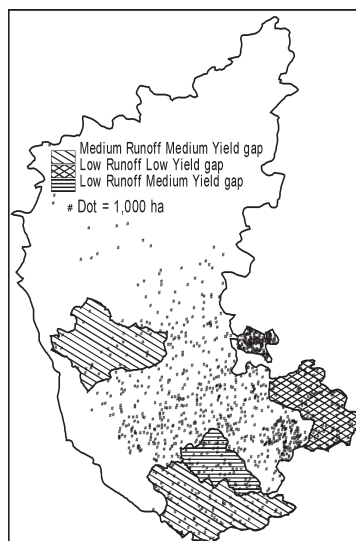 Medium Runoff Medium Yield gap
Low Runoff Low Yield gap
Low Runoff Medium Yield gap
# Dot = 1,000 ha